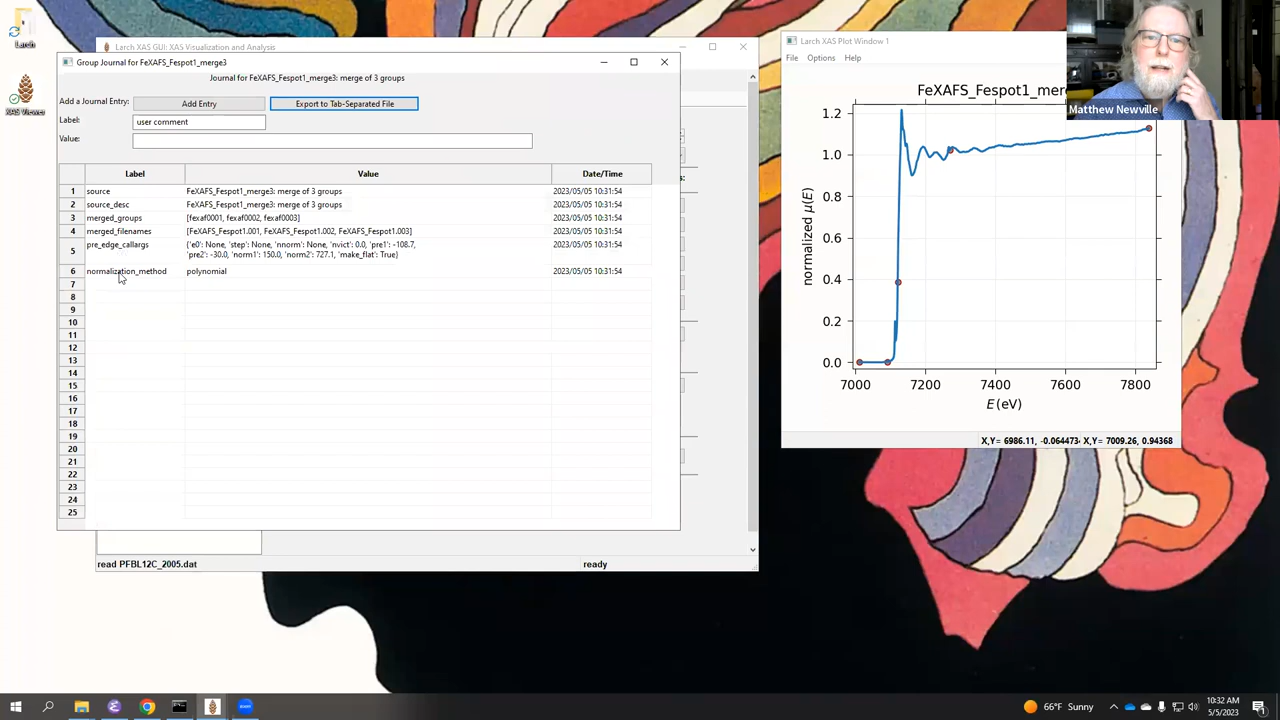 Larch
XAS Viewer
Larch XAS GUI: XAS Visualization and Analysis
Group Journal for FeXAFS_Fespot1_merge3
Journal for FeXAFS_Fespot1_merge3: merge of 3 groups
Add a Journal Entry:
Add Entry
Export to Tab-Separated File
Label:
user comment
Value:
Label Value Date/Time
1 source FeXAFS_Fespot1_merge3: merge of 3 groups 2023/05/05 10:31:54
2 source_desc FeXAFS_Fespot1_merge3: merge of 3 groups 2023/05/05 10:31:54
3 merged_groups [fexaf0001, fexaf0002, fexaf0003] 2023/05/05 10:31:54
4 merged_filenames [FeXAFS_Fespot1.001, FeXAFS_Fespot1.002, FeXAFS_Fespot1.003] 2023/05/05 10:31:54
5 pre_edge_callargs {'e0': None, 'step': None, 'nnorm': None, 'nvict': 0.0, 'pre1': -108.7, 2023/05/05 10:31:54
'pre2': -30.0, 'norm1': 150.0, 'norm2': 727.1, 'make_flat': True}
6 normalization_method polynomial 2023/05/05 10:31:54
7
8
9
10
11
12
13
14
15
16
17
18
19
20
21
22
23
24
25
read PFBL12C_2005.dat
ready
Larch XAS Plot Window 1
File Options Help
FeXAFS_Fespot1_mer
1.2
1.0
0.8
0.6
0.4
0.2
0.0
normalized μ(E)
7000 7200 7400 7600 7800
E (eV)
X,Y= 6986.11, -0.064473 X,Y= 7009.26, 0.94368
Matthew Newville
66°F Sunny
10:32 AM
5/5/2023